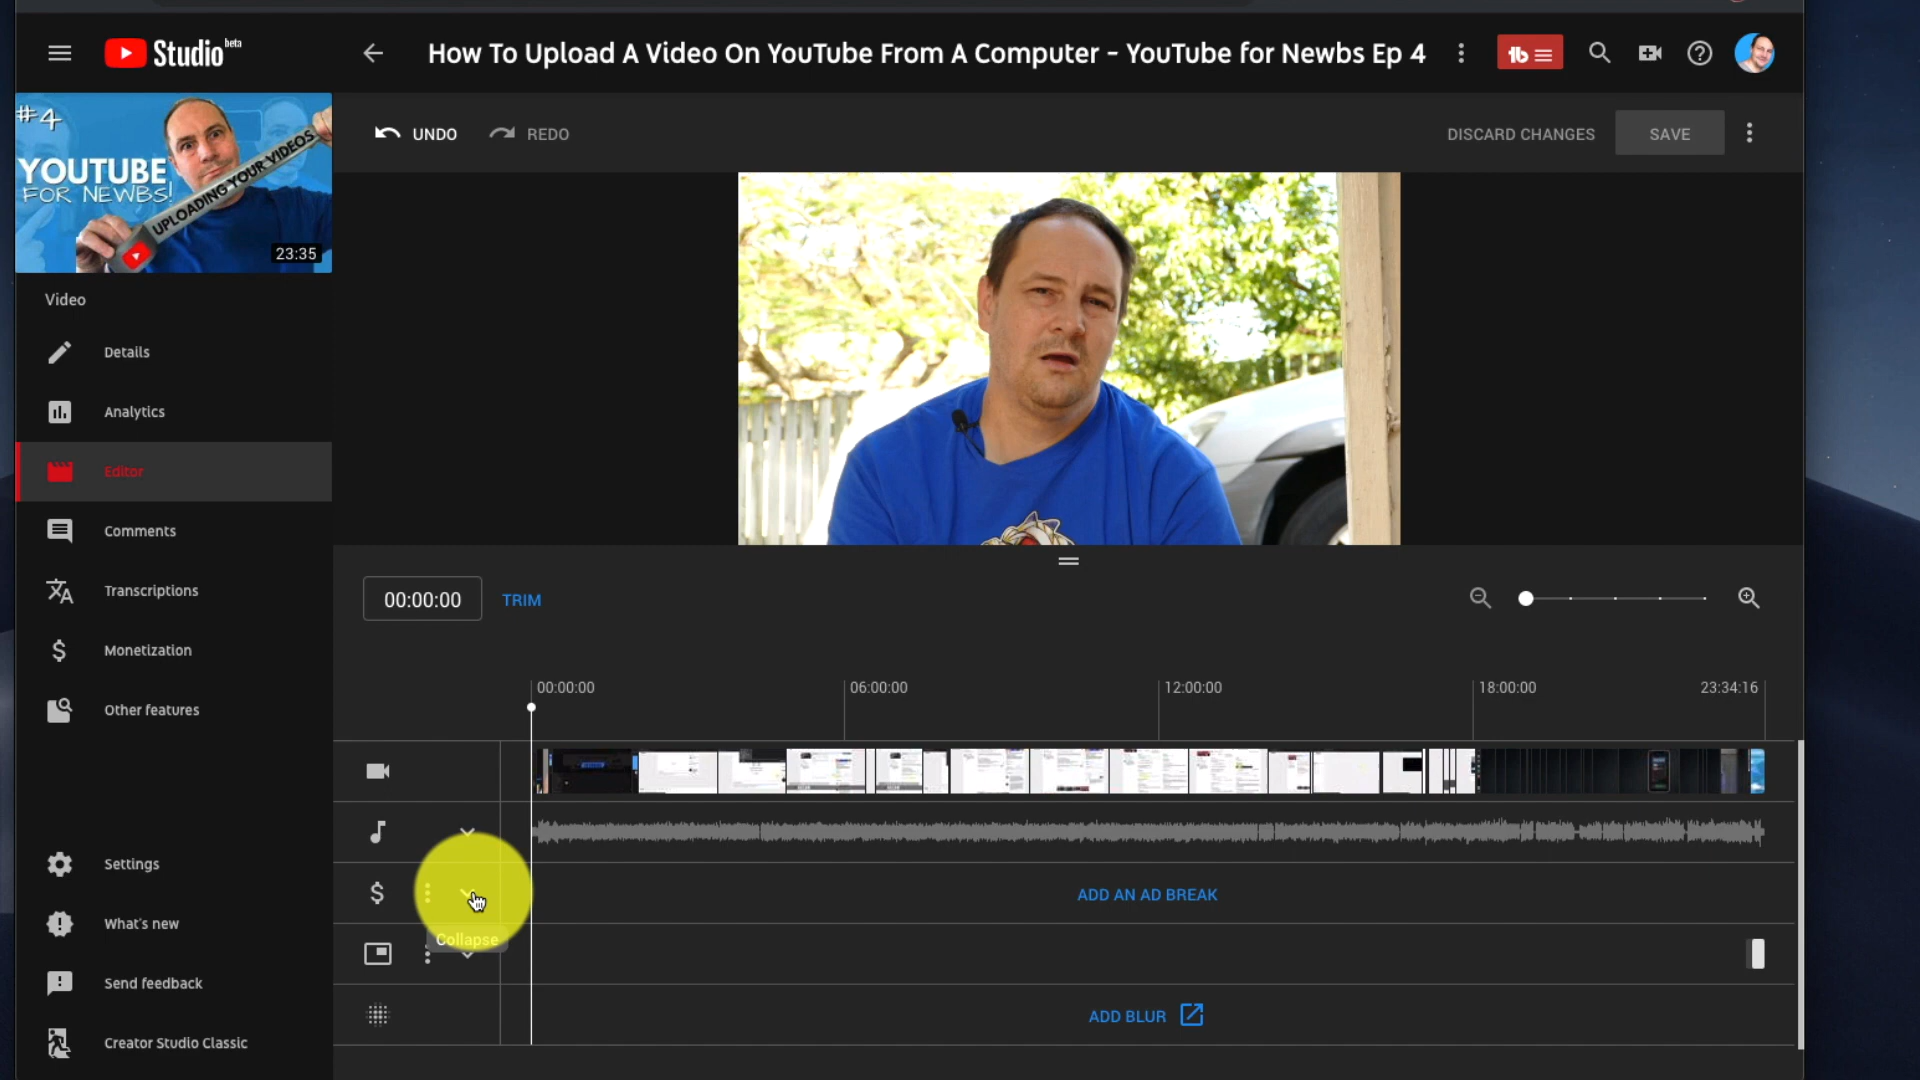 Studio beta
How To Upload A Video On YouTube From A Computer - YouTube for Newbs Ep 4
tb
#4
YOUTUBE
FOR NEWBS!
UPLOADING YOUR VIDEOS
23:35
UNDO
REDO
DISCARD CHANGES
SAVE
Video
Details
Analytics
Editor
Comments
Transcriptions
Monetization
Other features
Settings
What's new
Send feedback
Creator Studio Classic
00:00:00
TRIM
00:00:00
06:00:00
12:00:00
18:00:00
23:34:16
ADD AN AD BREAK
Collapse
ADD BLUR